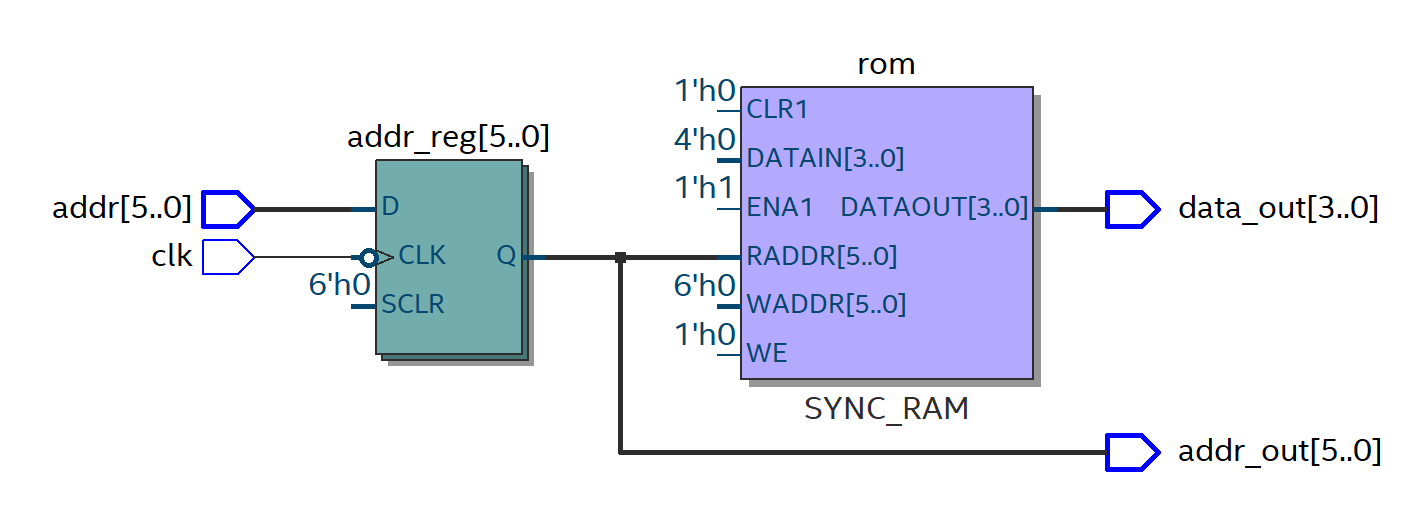 rom
1'h0
CLR1
addr_reg[5..0]
4'h0
DATAIN[3..0]
1'h1
addr[5..0]
D
ENA1
DATAOUT[3..0]
data_out[3..0]
clk
CLK
Q
RADDR[5..0]
6'h0
6'h0
SCLR
WADDR[5..0]
1'h0
WE
SYNC_RAM
addr_out[5..0]